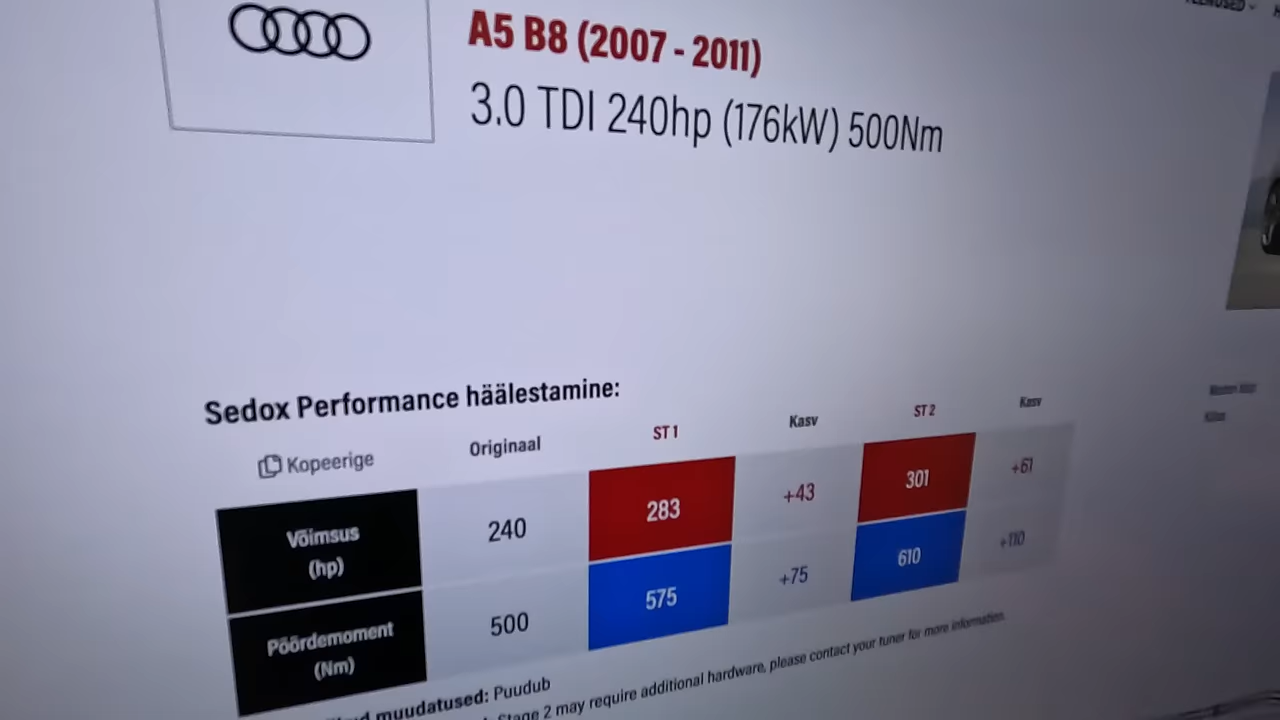 A5 B8 (2007 - 2011)
3.0 TDI 240hp (176kW) 500Nm
Sedox Performance häälestamine:
Kopeerige Originaal ST 1 Kasv ST 2 Kasv
Võimsus
(hp) 240 283 +43 301 +61
Pöördemoment
(Nm) 500 575 +75 610 +110
muudatused: Puudub
Stage 2 may require additional hardware, please contact your tuner for more information.